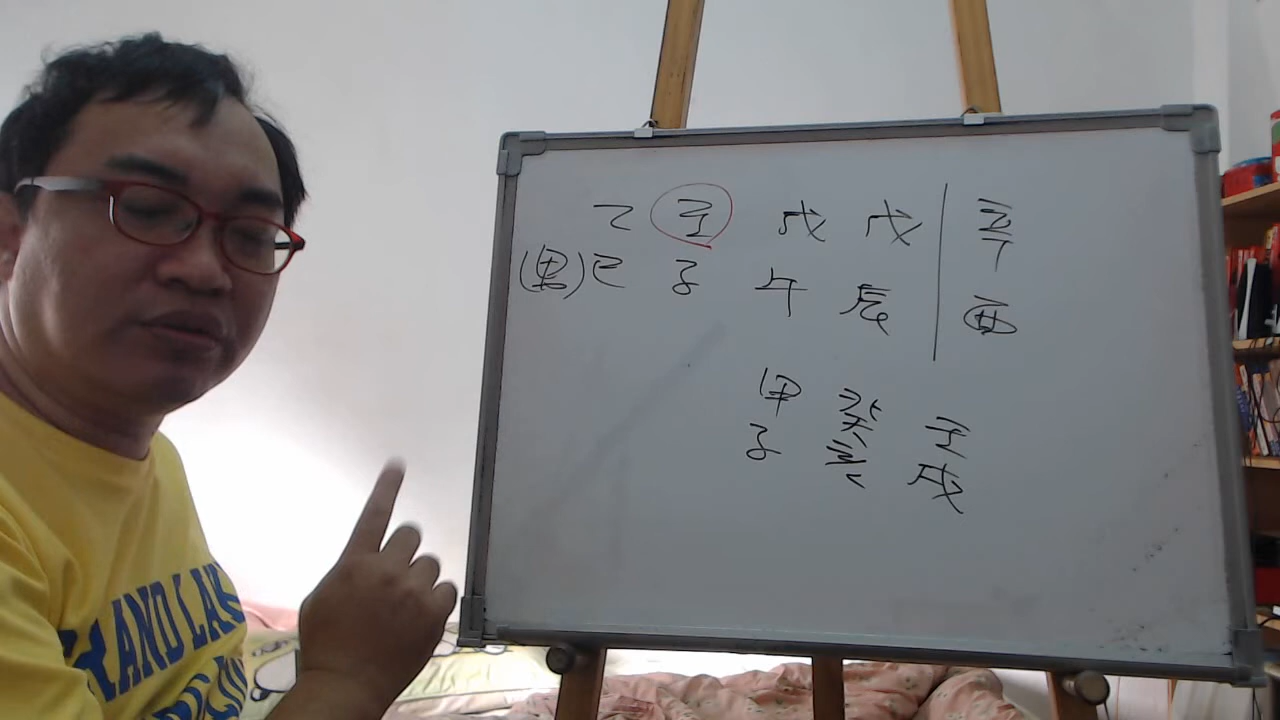 乙 壬 戊 戊 辛
(男) 巳 子 午 辰 酉
甲 癸 壬
子 亥 戌